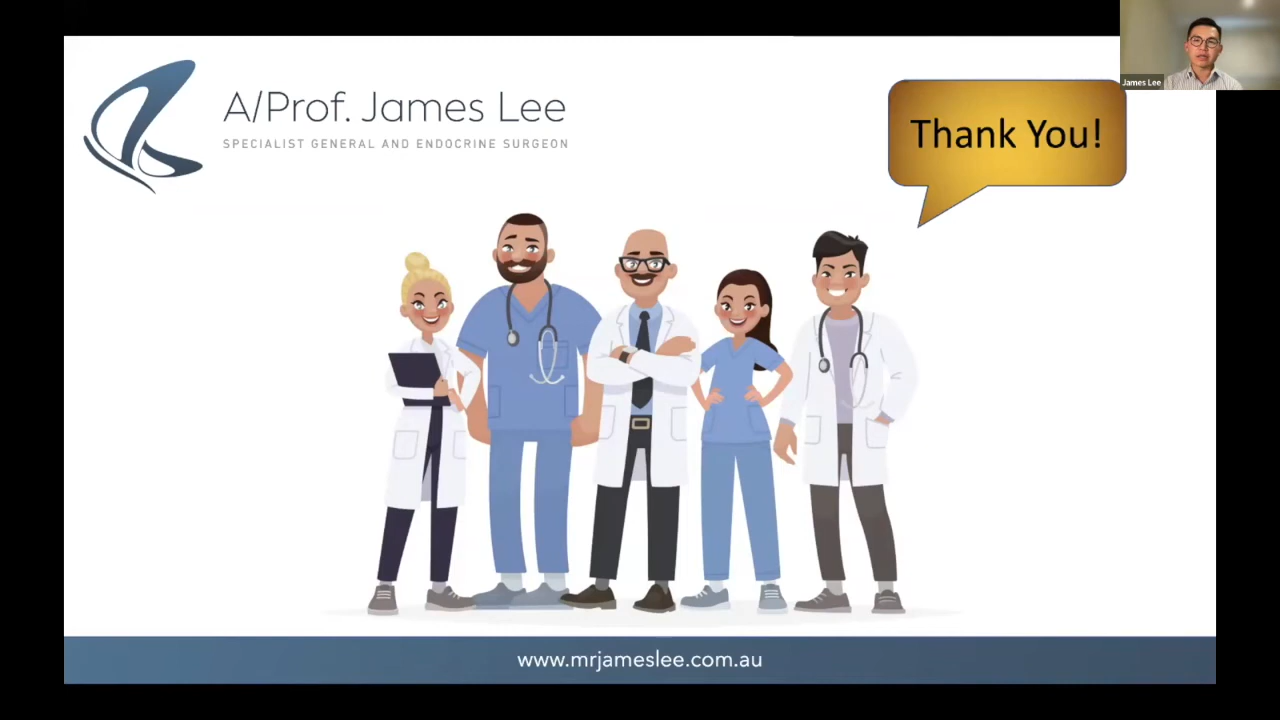 A/Prof. James Lee
SPECIALIST GENERAL AND ENDOCRINE SURGEON
Thank You!
James Lee
www.mrjameslee.com.au